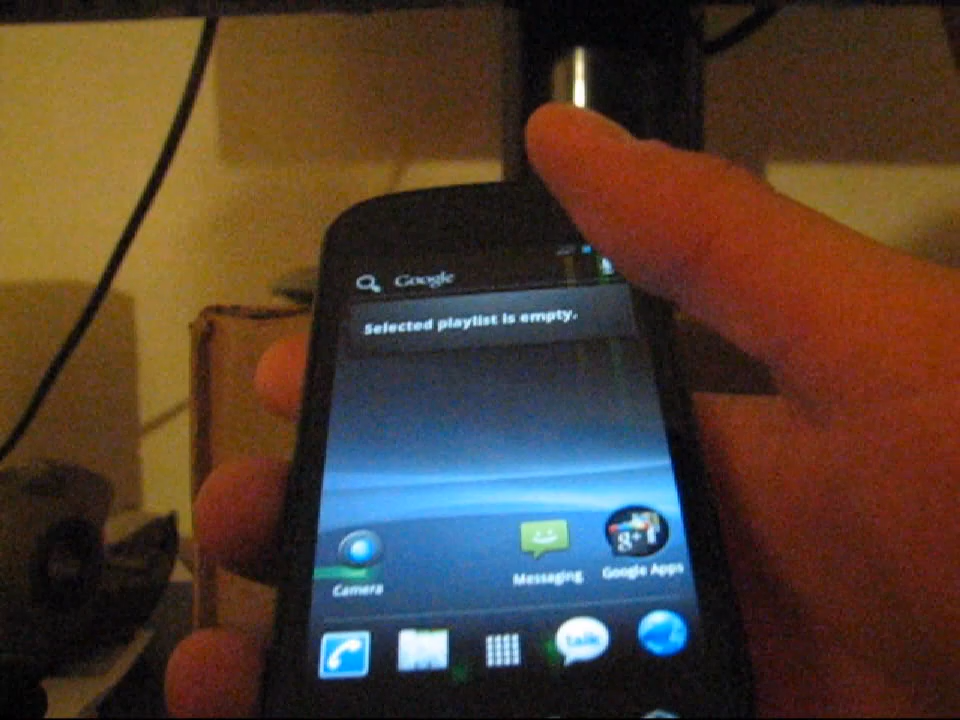 Google
Selected playlist is empty.
g+
Camera
Messaging
Google Apps
talk